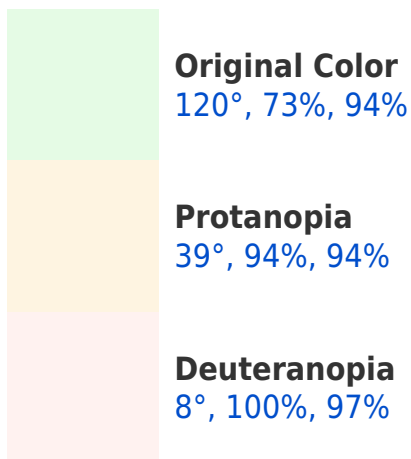 Original Color
120°, 73%, 94%
Protanopia
39°, 94%, 94%
Deuteranopia
8°, 100%, 97%